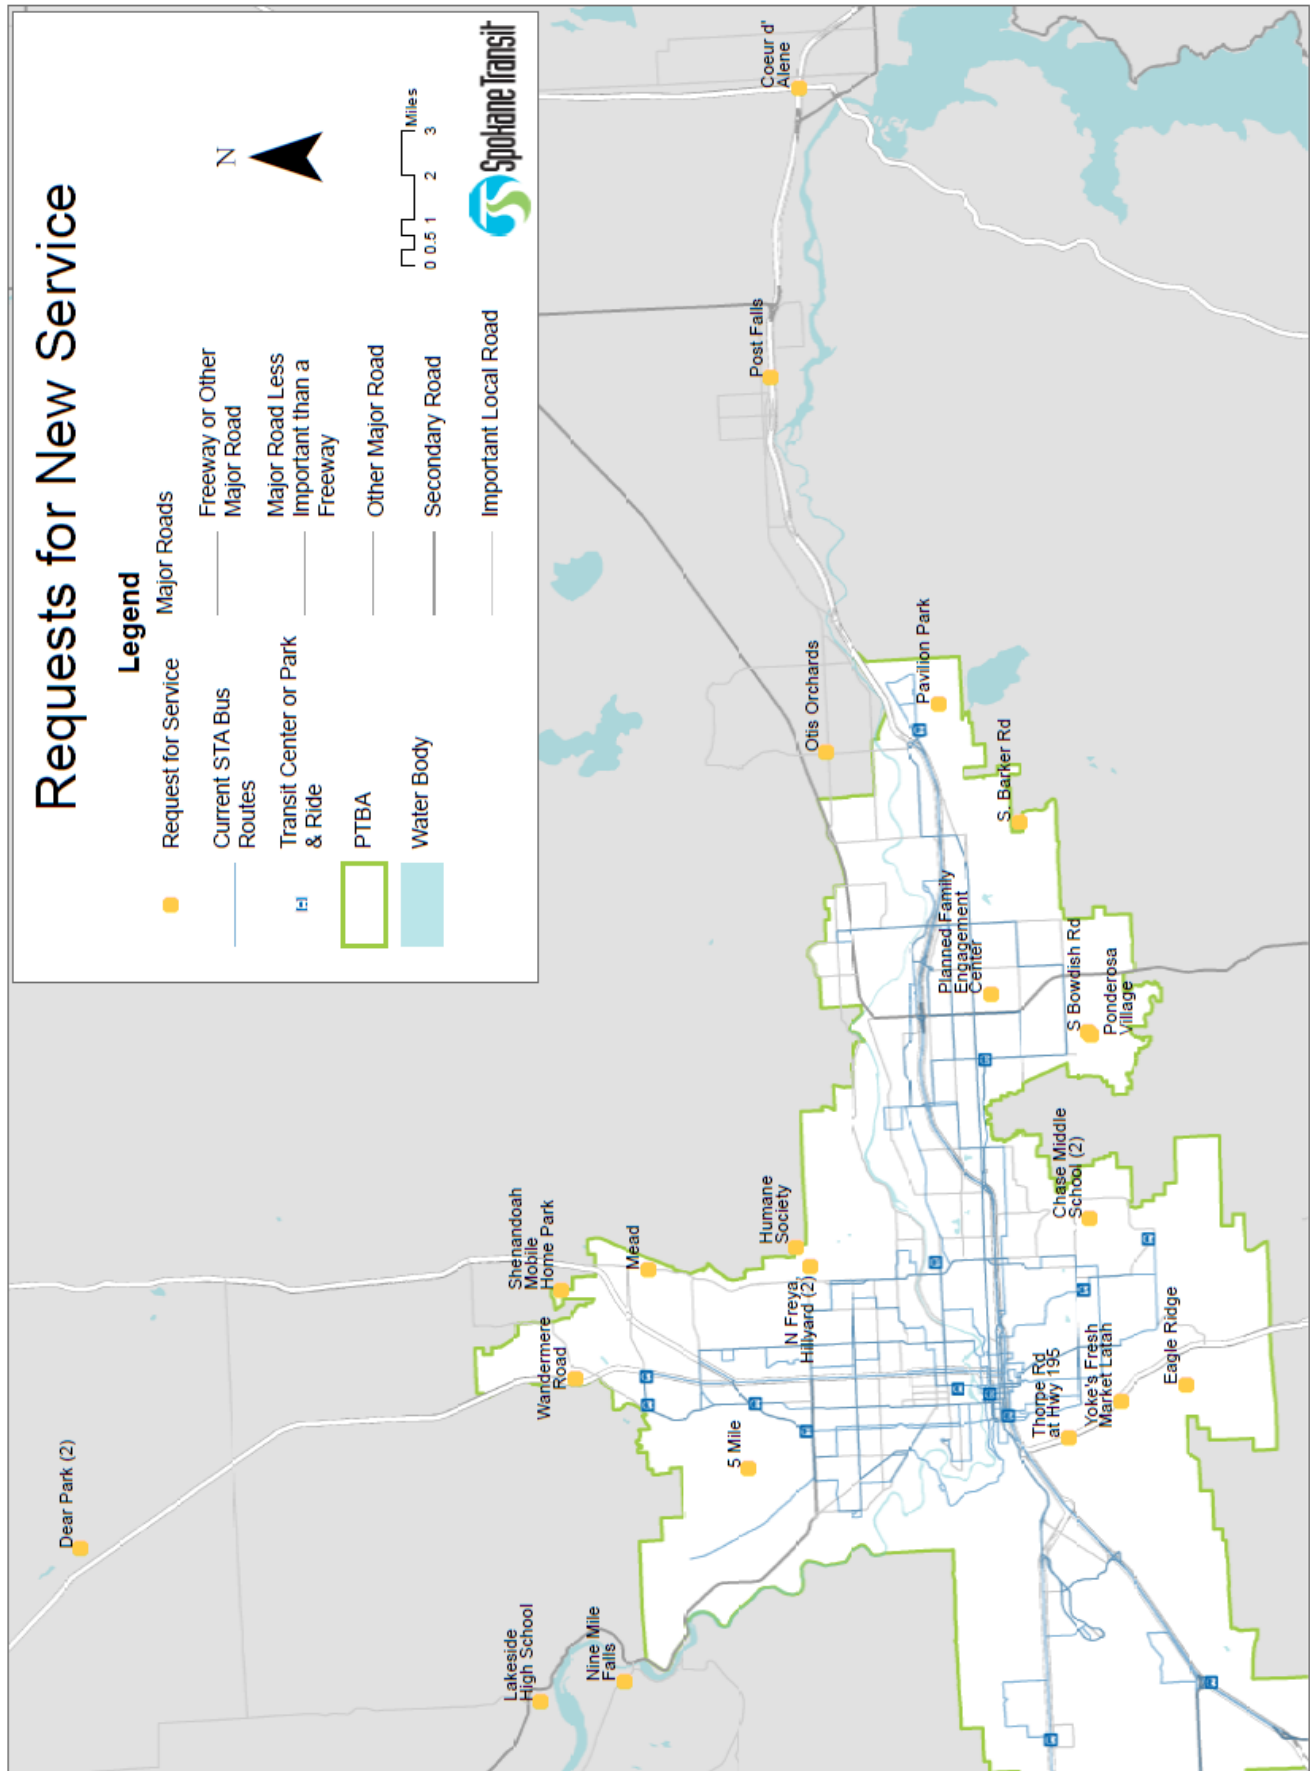 Requests for New Service
Legend
Request for Service
Current STA Bus
Routes
Transit Center or Park
& Ride
PTBA
Water Body
Major Roads
Freeway or Other
Major Road
Major Road Less
Important than a
Freeway
Other Major Road
Secondary Road
Important Local Road
N
Miles
0 0.5 1 2 3
Spokane Transit
Dear Park (2)
Lakeside
High School
Nine Mile
Falls
Wandermere
Road
Shenandoah
Mobile
Home Park
Mead
5 Mile
Humane
Society
N Freya,
Hillyard (2)
Otis Orchards
Post Falls
Coeur d'
Alene
Pavilion Park
S. Barker Rd
Planned Family
Engagement
Center
S Bowdish Rd
Ponderosa
Village
Chase Middle
School (2)
Thorpe Rd
at Hwy 195
Yoke's Fresh
Market Latah
Eagle Ridge